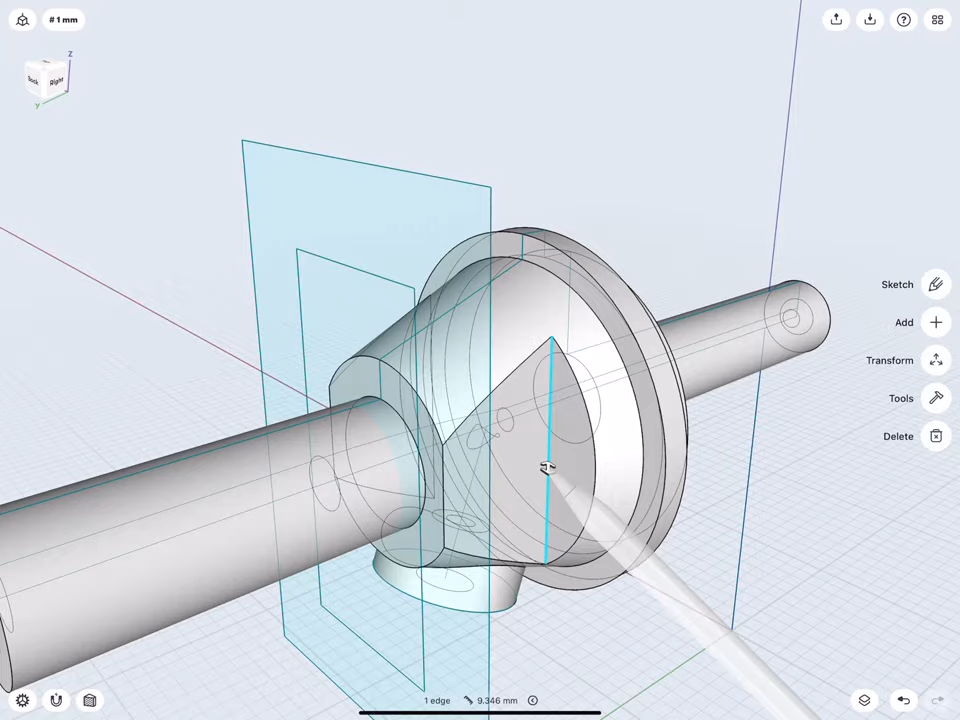 # 1 mm
Z
Back
Right
y
Sketch
Add
Transform
Tools
Delete
1 edge
9.346 mm